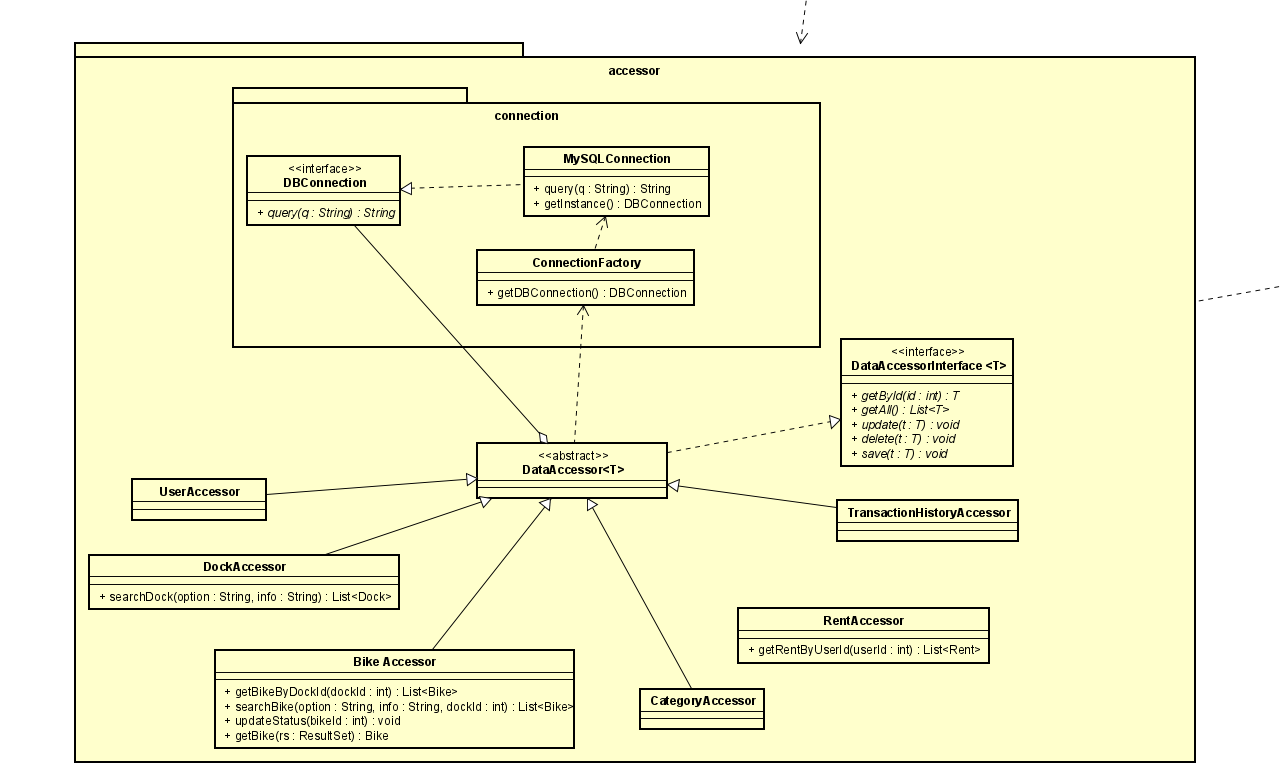 accessor
connection
<<interface>>
DBConnection
+ query(q : String) : String
MySQLConnection
+ query(q : String) : String
+ getInstance() : DBConnection
ConnectionFactory
+ getDBConnection() : DBConnection
<<interface>>
DataAccessorInterface <T>
+ getById(id : int) : T
+ getAll() : List<T>
+ update(t : T) : void
+ delete(t : T) : void
+ save(t : T) : void
<<abstract>>
DataAccessor<T>
UserAccessor
TransactionHistoryAccessor
DockAccessor
+ searchDock(option : String, info : String) : List<Dock>
RentAccessor
+ getRentByUserId(userId : int) : List<Rent>
Bike Accessor
+ getBikeByDockId(dockId : int) : List<Bike>
+ searchBike(option : String, info : String, dockId : int) : List<Bike>
+ updateStatus(bikeId : int) : void
+ getBike(rs : ResultSet) : Bike
CategoryAccessor